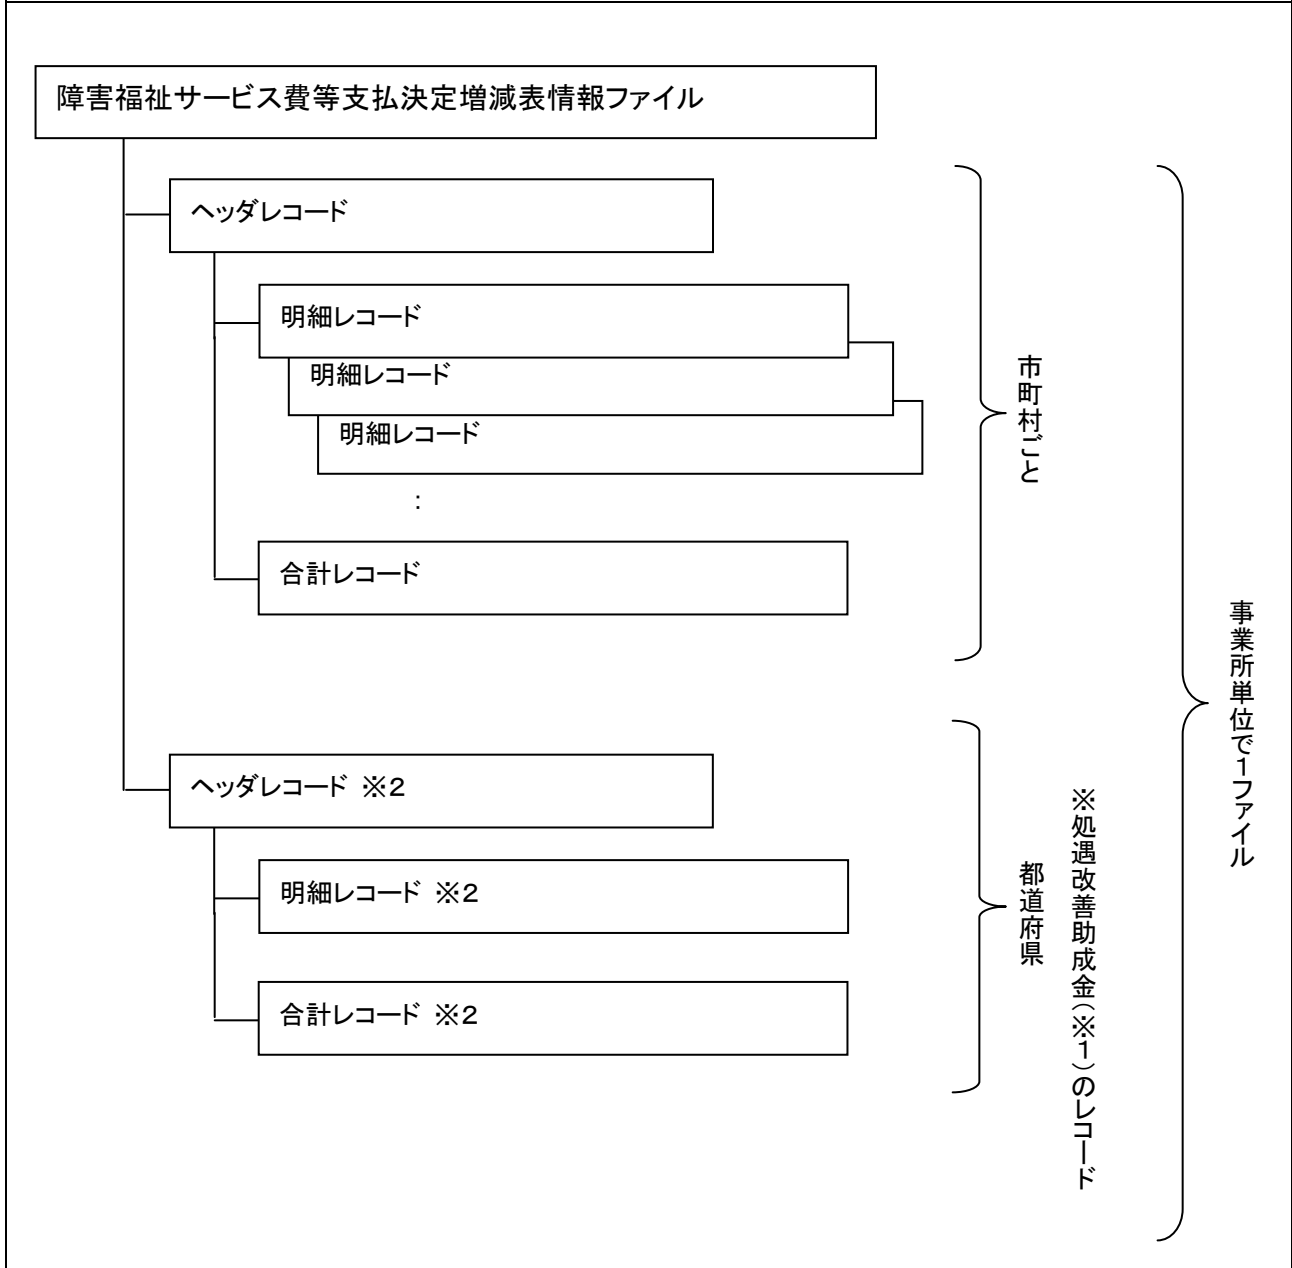 障害福祉サービス費等支払決定増減表情報ファイル
ヘッダレコード
明細レコード
明細レコード
明細レコード
:
合計レコード
市町村ごと
ヘッダレコード ※2
明細レコード ※2
合計レコード ※2
都道府県
※処遇改善助成金(※1)のレコード
事業所単位で1ファイル